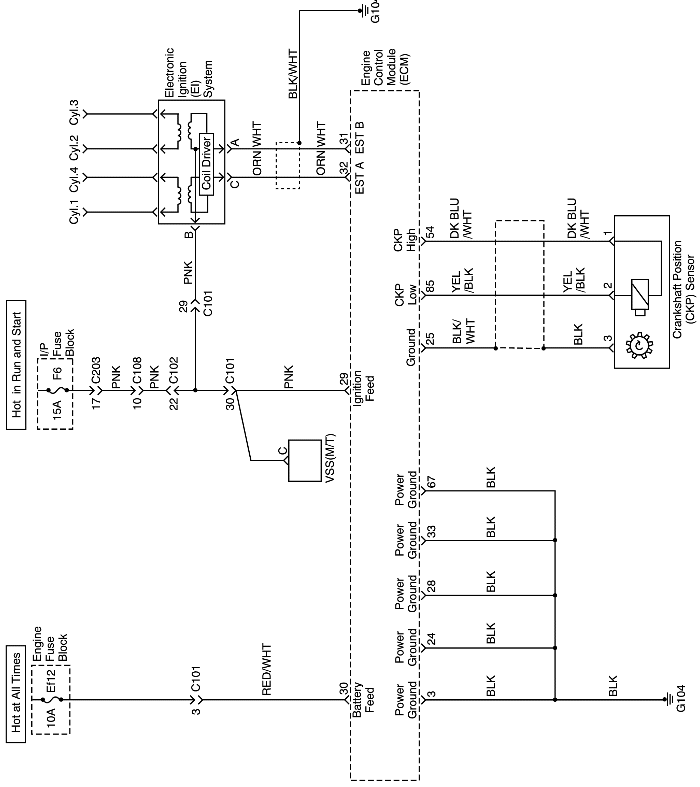 Hot at All Times
Engine
Fuse
Block
Ef12
10A
C101
3
RED/WHT
30
Battery
Feed
Hot in Run and Start
I/P
Fuse
Block
F6
15A
C203
17
PNK
C108
10
PNK
C102
22
C101
30
PNK
29
Ignition
Feed
C
VSS(M/T)
Cyl.1
Cyl.4
Cyl.2
Cyl.3
Electronic
Ignition
(EI)
System
Coil Driver
B
PNK
29
C101
C
A
ORN/WHT
ORN/WHT
ORN/WHT
ORN/WHT
BLK/WHT
G104
32
31
EST A
EST B
Engine
Control
Module
(ECM)
Power
Ground
3
BLK
Power
Ground
24
BLK
Power
Ground
28
BLK
Power
Ground
33
BLK
Power
Ground
67
BLK
BLK
G104
Ground
25
BLK/
WHT
BLK
3
CKP
Low
85
YEL
/BLK
YEL
/BLK
2
CKP
High
54
DK BLU
/WHT
DK BLU
/WHT
1
Crankshaft Position
(CKP) Sensor